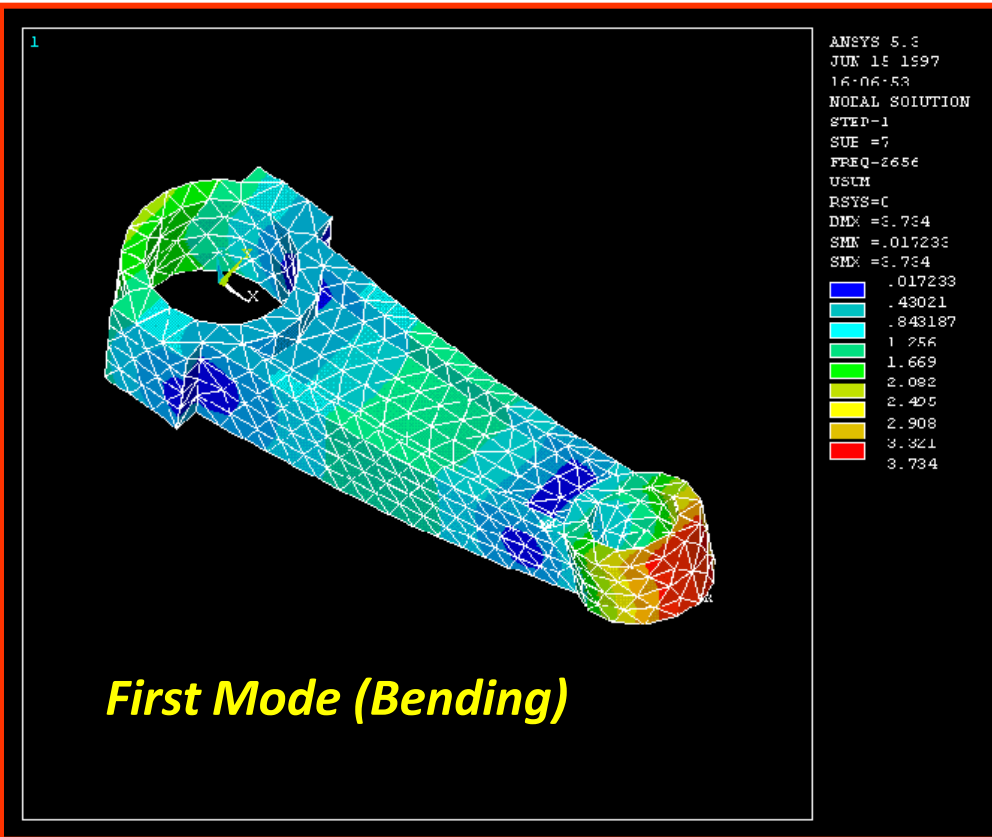 1
ANSYS 5.3
JUN 15 1997
16:06:53
NODAL SOLUTION
STEP=1
SUB =7
FREQ=2656
USUM
RSYS=0
DMX =3.734
SMN =.017233
SMX =3.734
.017233
.43021
.843187
1.256
1.669
2.082
2.495
2.908
3.321
3.734
X
First Mode (Bending)